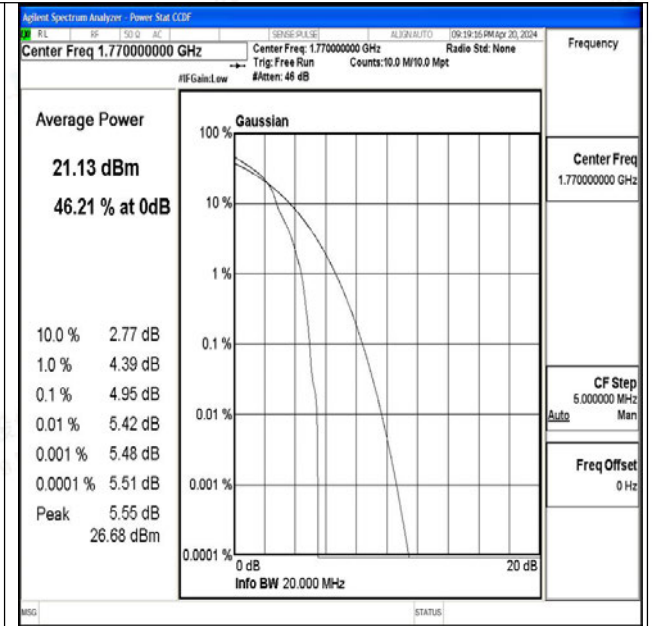 Agilent Spectrum Analyzer - Power Stat CCDF
RL RF 50 Ω AC SENSE:PULSE ALIGN AUTO 09:19:16 PM Apr 20, 2024
Center Freq 1.770000000 GHz
Center Freq: 1.770000000 GHz Radio Std: None
Trig: Free Run Counts:10.0 M/10.0 Mpt
#IFGain:Low #Atten: 46 dB
Frequency
Average Power
21.13 dBm
46.21 % at 0dB
10.0 % 2.77 dB
1.0 % 4.39 dB
0.1 % 4.95 dB
0.01 % 5.42 dB
0.001 % 5.48 dB
0.0001 % 5.51 dB
Peak 5.55 dB
26.68 dBm
Gaussian
100 %
10 %
1 %
0.1 %
0.01 %
0.001 %
0.0001 %
0 dB 20 dB
Info BW 20.000 MHz
Center Freq
1.770000000 GHz
CF Step
5.000000 MHz
Auto Man
Freq Offset
0 Hz
MSG STATUS